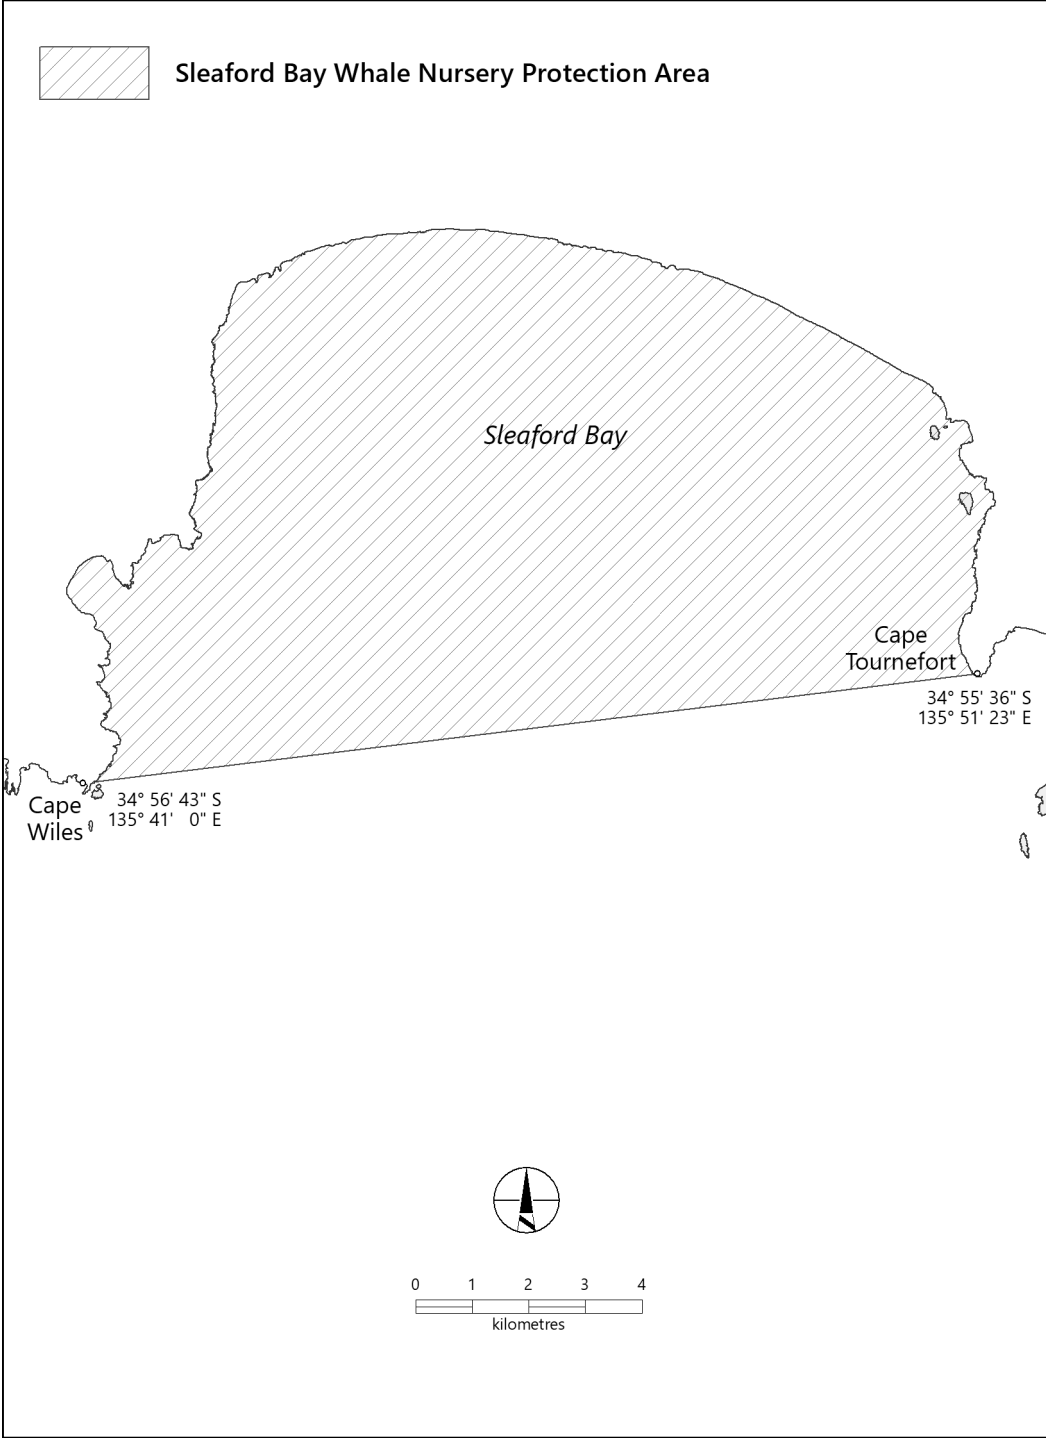 Sleaford Bay Whale Nursery Protection Area
Sleaford Bay
Cape
Tournefort
34° 55' 36" S
135° 51' 23" E
Cape
Wiles
34° 56' 43" S
135° 41' 0" E
0 1 2 3 4
kilometres